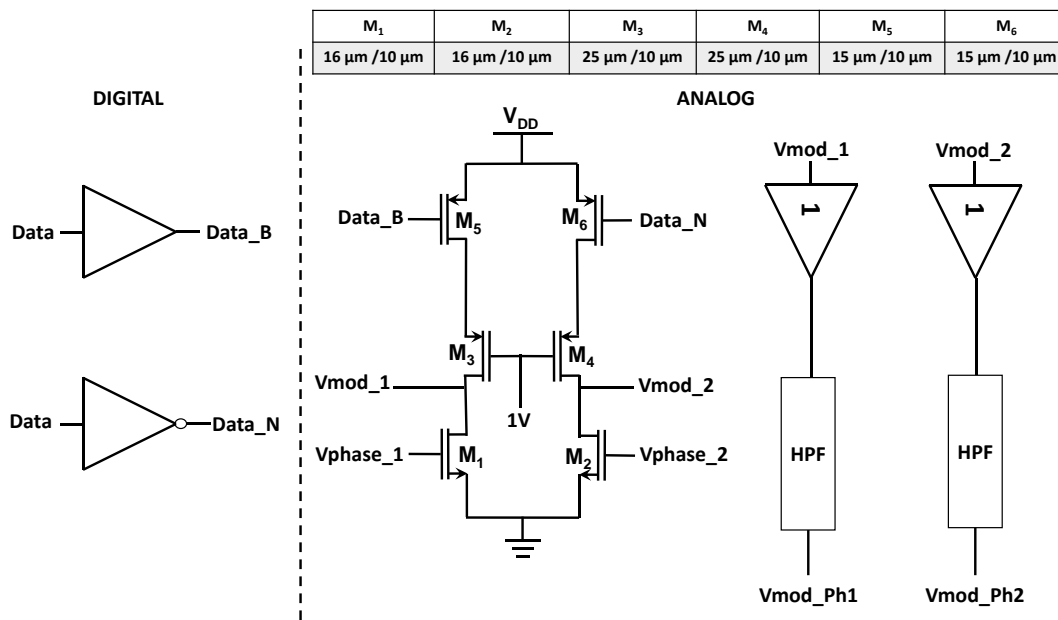 M1 M2 M3 M4 M5 M6
16 µm /10 µm 16 µm /10 µm 25 µm /10 µm 25 µm /10 µm 15 µm /10 µm 15 µm /10 µm
DIGITAL ANALOG
VDD
Vmod_1 Vmod_2
Data_B M5 M6 Data_N
1 1
Data Data_B
M3 M4
Vmod_1 Vmod_2
1V
Data Data_N
Vphase_1 M1 M2 Vphase_2
HPF HPF
Vmod_Ph1 Vmod_Ph2